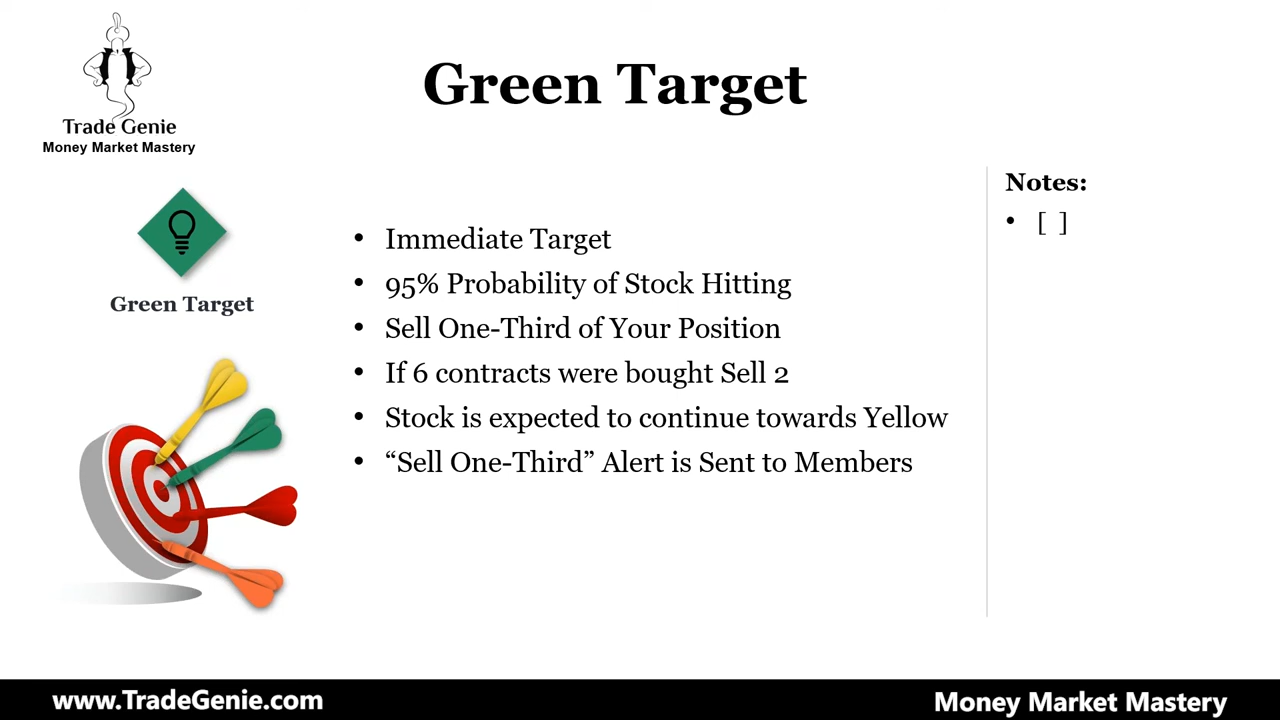 Trade Genie
Money Market Mastery
Green Target
Green Target
• Immediate Target
• 95% Probability of Stock Hitting
• Sell One-Third of Your Position
• If 6 contracts were bought Sell 2
• Stock is expected to continue towards Yellow
• “Sell One-Third” Alert is Sent to Members
Notes:
• [ ]
www.TradeGenie.com
Money Market Mastery